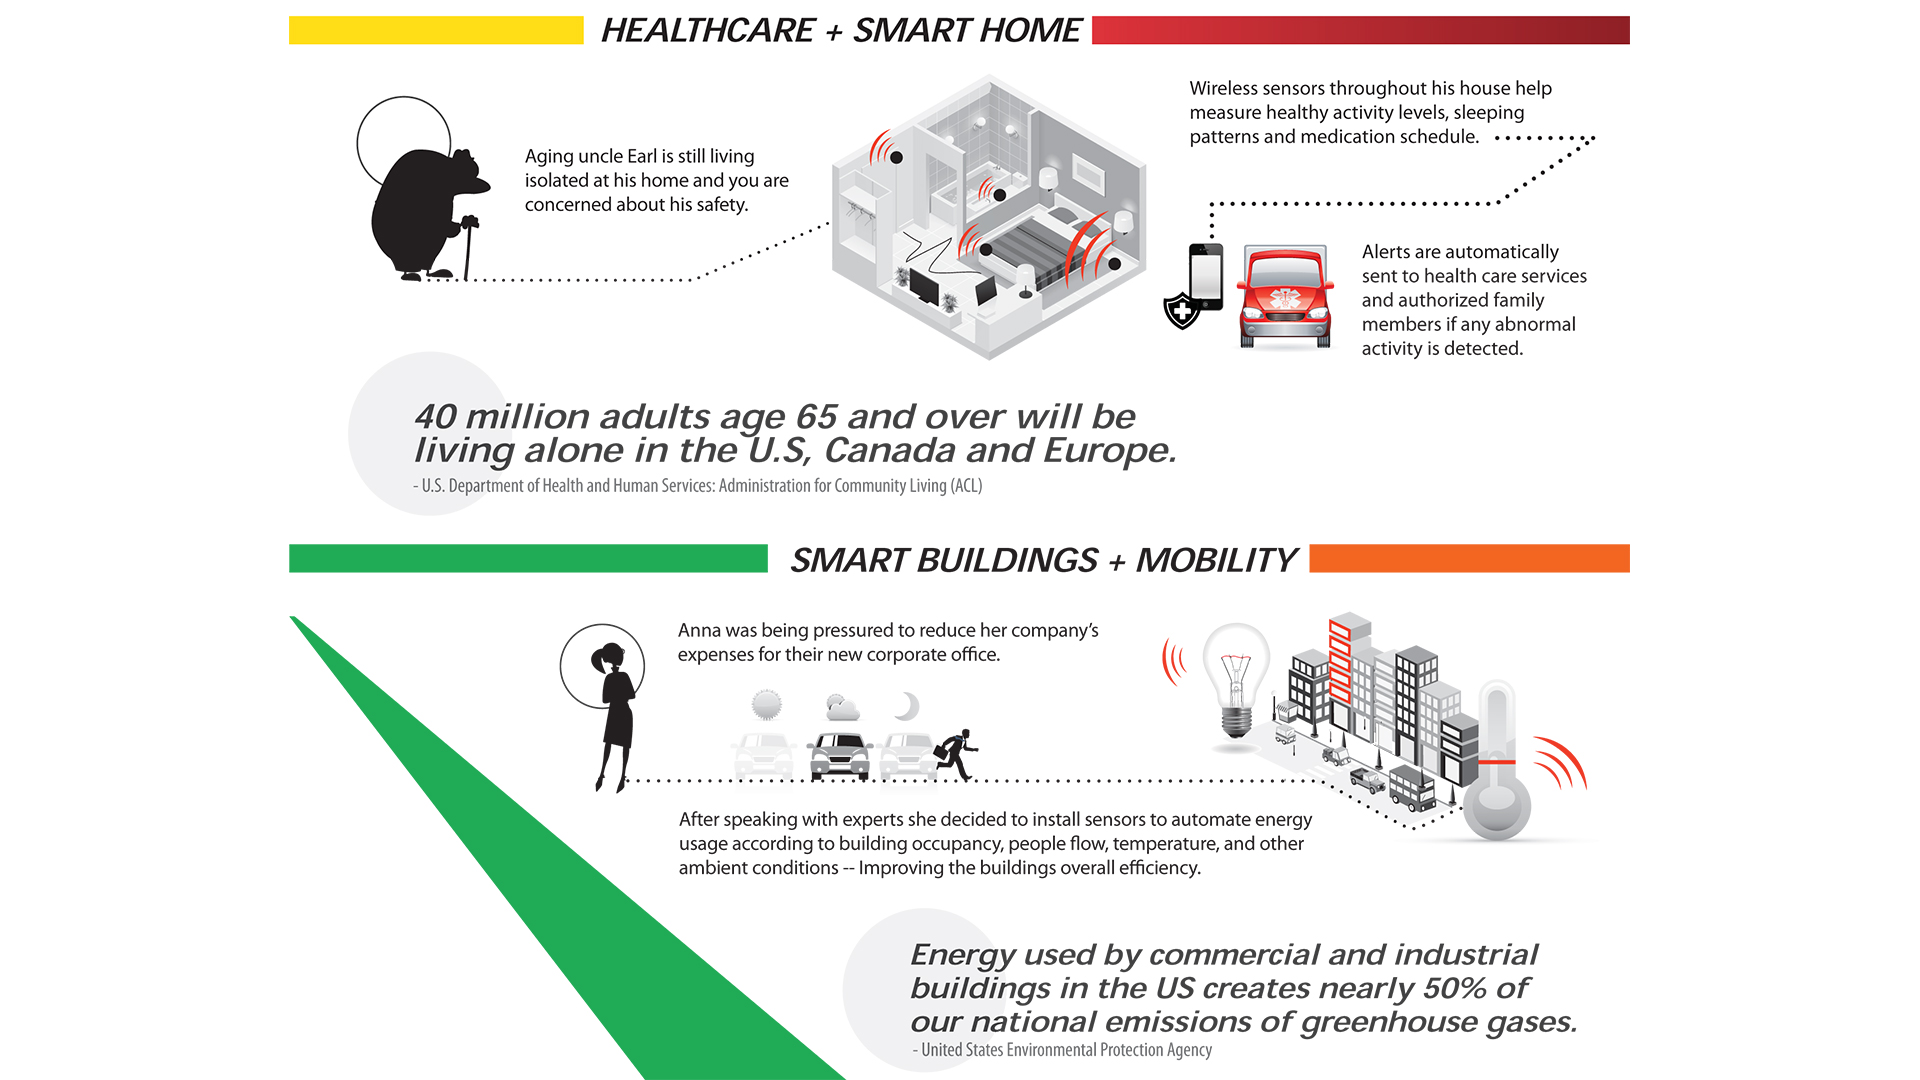 HEALTHCARE + SMART HOME
Aging uncle Earl is still living
isolated at his home and you are
concerned about his safety.
Wireless sensors throughout his house help
measure healthy activity levels, sleeping
patterns and medication schedule.
Alerts are automatically
sent to health care services
and authorized family
members if any abnormal
activity is detected.
40 million adults age 65 and over will be
living alone in the U.S, Canada and Europe.
- U.S. Department of Health and Human Services: Administration for Community Living (ACL)
SMART BUILDINGS + MOBILITY
Anna was being pressured to reduce her company's
expenses for their new corporate office.
After speaking with experts she decided to install sensors to automate energy
usage according to building occupancy, people flow, temperature, and other
ambient conditions -- Improving the buildings overall efficiency.
Energy used by commercial and industrial
buildings in the US creates nearly 50% of
our national emissions of greenhouse gases.
- United States Environmental Protection Agency